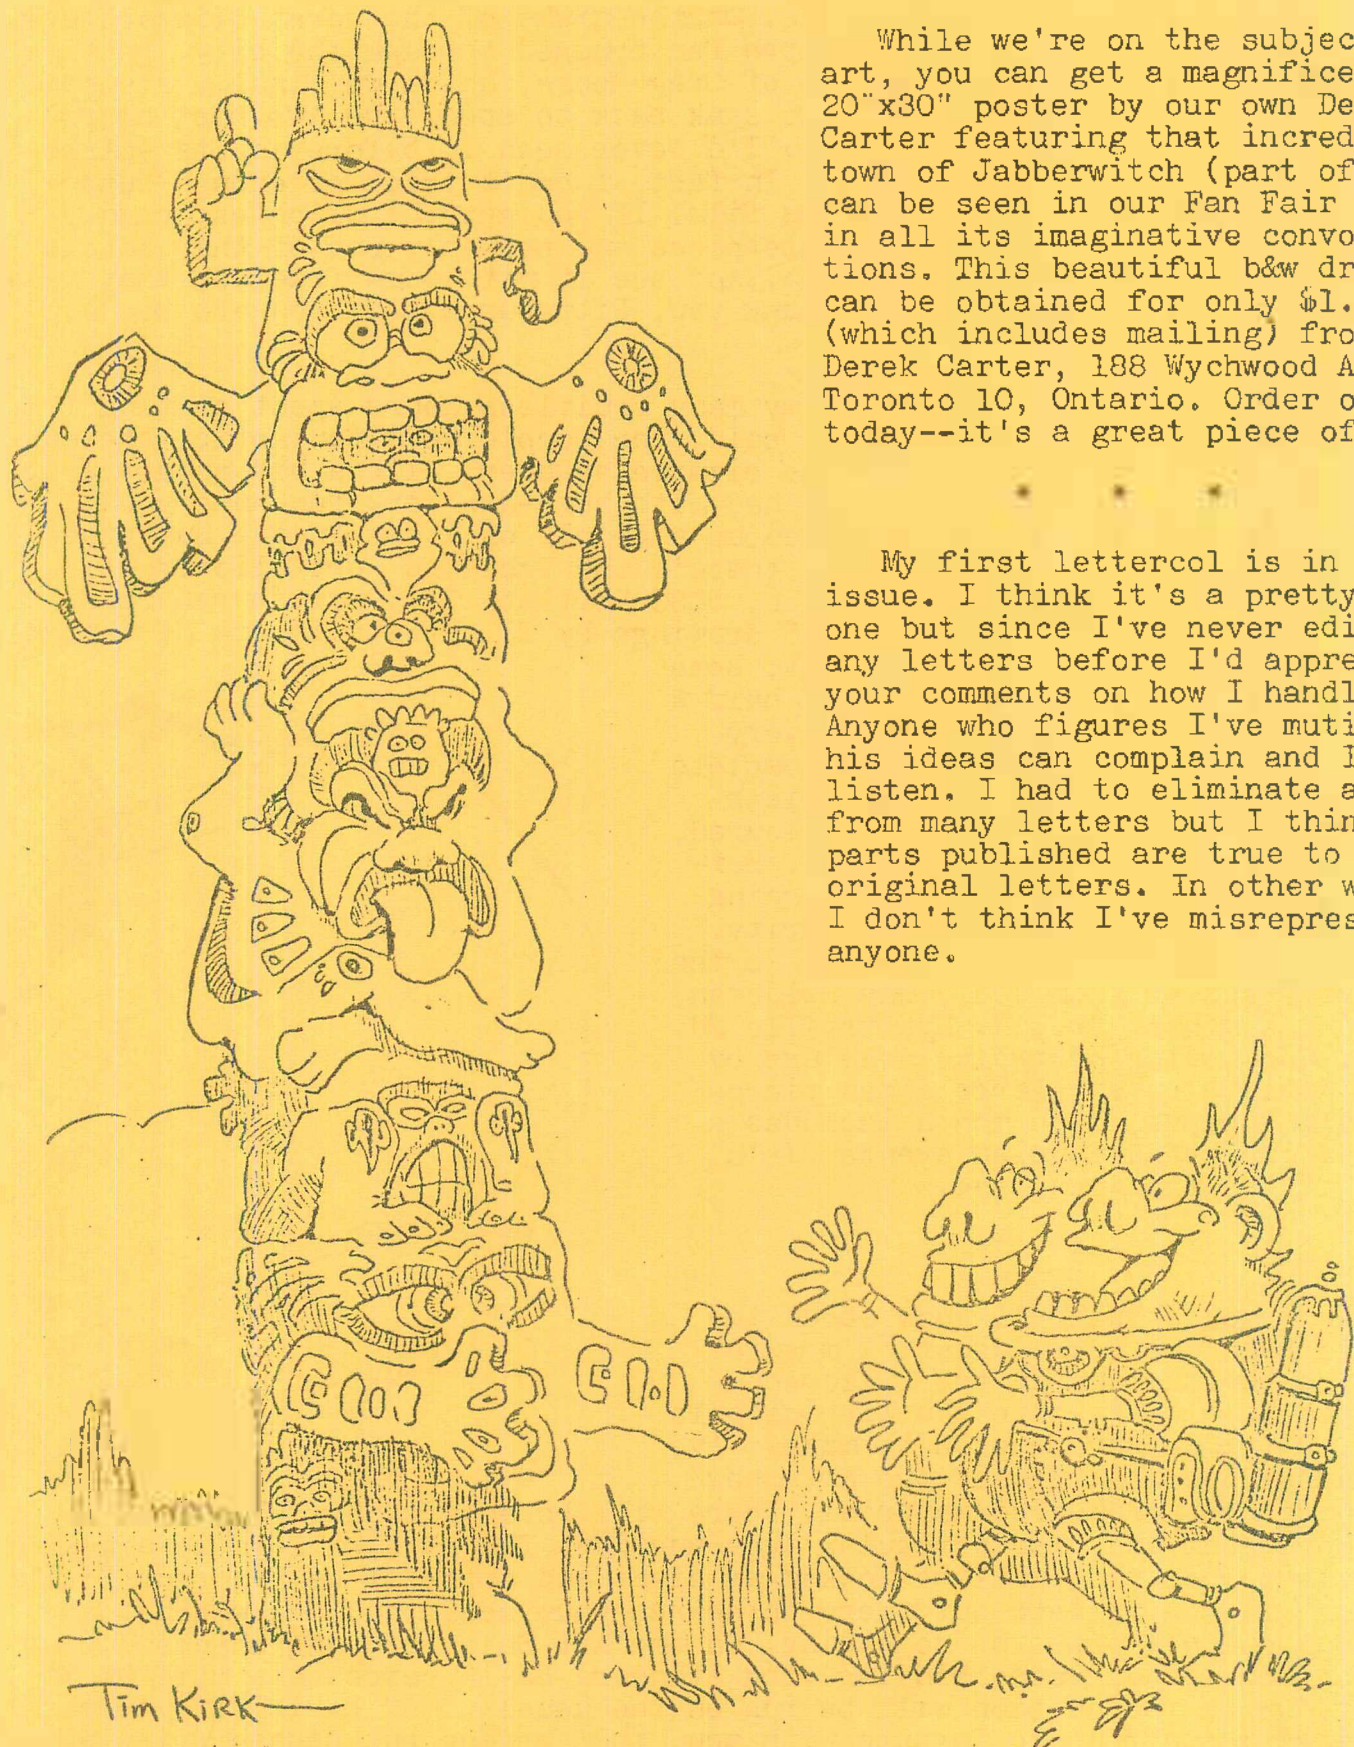 While we're on the subjec
art, you can get a magnifice
20"x30" poster by our own De
Carter featuring that incred
town of Jabberwitch (part of
can be seen in our Fan Fair
in all its imaginative convo
tions. This beautiful b&w dr
can be obtained for only $1.
(which includes mailing) fro
Derek Carter, 188 Wychwood A
Toronto 10, Ontario. Order o
today--it's a great piece of
My first lettercol is in
issue. I think it's a pretty
one but since I've never edi
any letters before I'd appre
your comments on how I handl
Anyone who figures I've muti
his ideas can complain and I
listen. I had to eliminate a
from many letters but I thin
parts published are true to
original letters. In other w
I don't think I've misrepres
anyone.
Tim KiRK